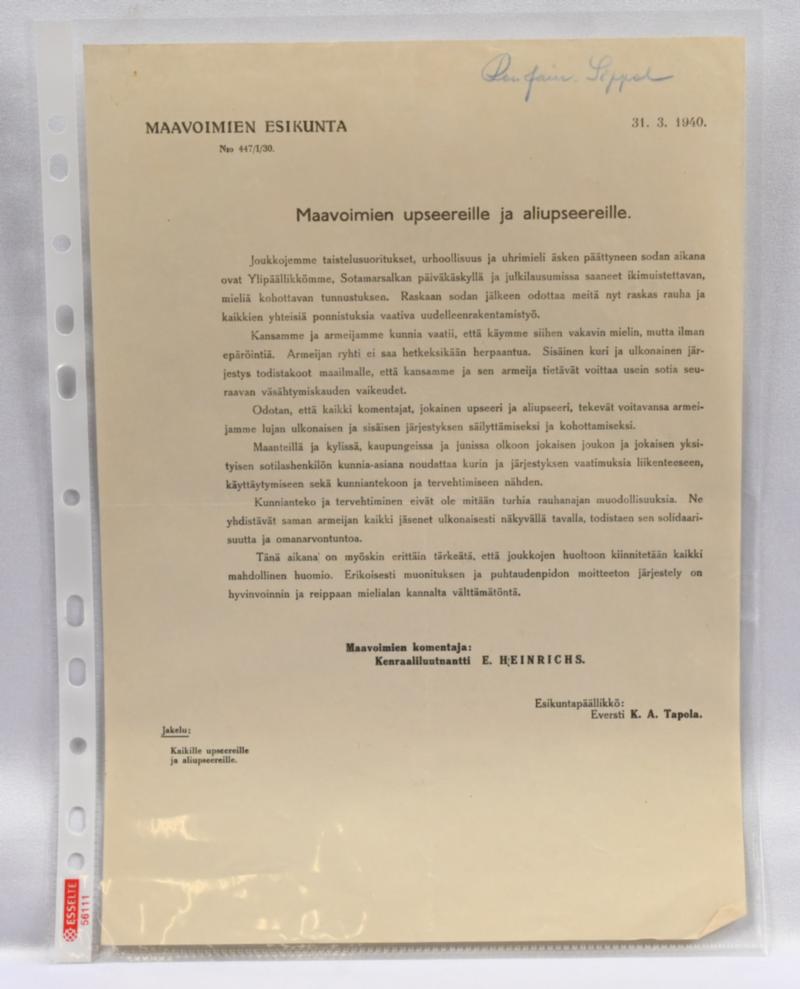 MAAVOIMIEN ESIKUNTA
31. 3. 1940.
N:o 447/I/30.
Maavoimien upseereille ja aliupseereille.
Joukkojemme taistelusuoritukset, urhoollisuus ja uhrimieli äsken päättyneen sodan aikana
ovat Ylipäällikkömme, Sotamarsalkan päiväkäskyllä ja julkilausumissa saaneet ikimuistettavan,
mieliä kohottavan tunnustuksen. Raskaan sodan jälkeen odottaa meitä nyt raskas rauha ja
kaikkien yhteisiä ponnistuksia vaativa uudelleenrakentamistyö.
Kansamme ja armeijamme kunnia vaatii, että käymme siihen vakavin mielin, mutta ilman
epäröintiä. Armeijan ryhti ei saa hetkeksikään herpaantua. Sisäinen kuri ja ulkonainen jär-
jestys todistakoot maailmalle, että kansamme ja sen armeija tietävät voittaa usein sotia seu-
raavan väsähtymiskauden vaikeudet.
Odotan, että kaikki komentajat, jokainen upseeri ja aliupseeri, tekevät voitavansa armei-
jamme lujan ulkonaisen ja sisäisen järjestyksen säilyttämiseksi ja kohottamiseksi.
Maanteillä ja kylissä, kaupungeissa ja junissa olkoon jokaisen joukon ja jokaisen yksi-
tyisen sotilashenkilön kunnia-asiana noudattaa kurin ja järjestyksen vaatimuksia liikenteeseen,
käyttäytymiseen sekä kunniantekoon ja tervehtimiseen nähden.
Kunnianteko ja tervehtiminen eivät ole mitään turhia rauhanajan muodollisuuksia. Ne
yhdistävät saman armeijan kaikki jäsenet ulkonaisesti näkyvällä tavalla, todistaen sen solidaari-
suutta ja omanarvontuntoa.
Tänä aikana on myöskin erittäin tärkeätä, että joukkojen huoltoon kiinnitetään kaikki
mahdollinen huomio. Erikoisesti muonituksen ja puhtaudenpidon moitteeton järjestely on
hyvinvoinnin ja reippaan mielialan kannalta välttämätöntä.
Maavoimien komentaja:
Kenraaliluutnantti E. HEINRICHS.
Esikuntapäällikkö:
Eversti K. A. Tapola.
Jakelu:
Kaikille upseereille
ja aliupseereille.
ESSELTE
56111